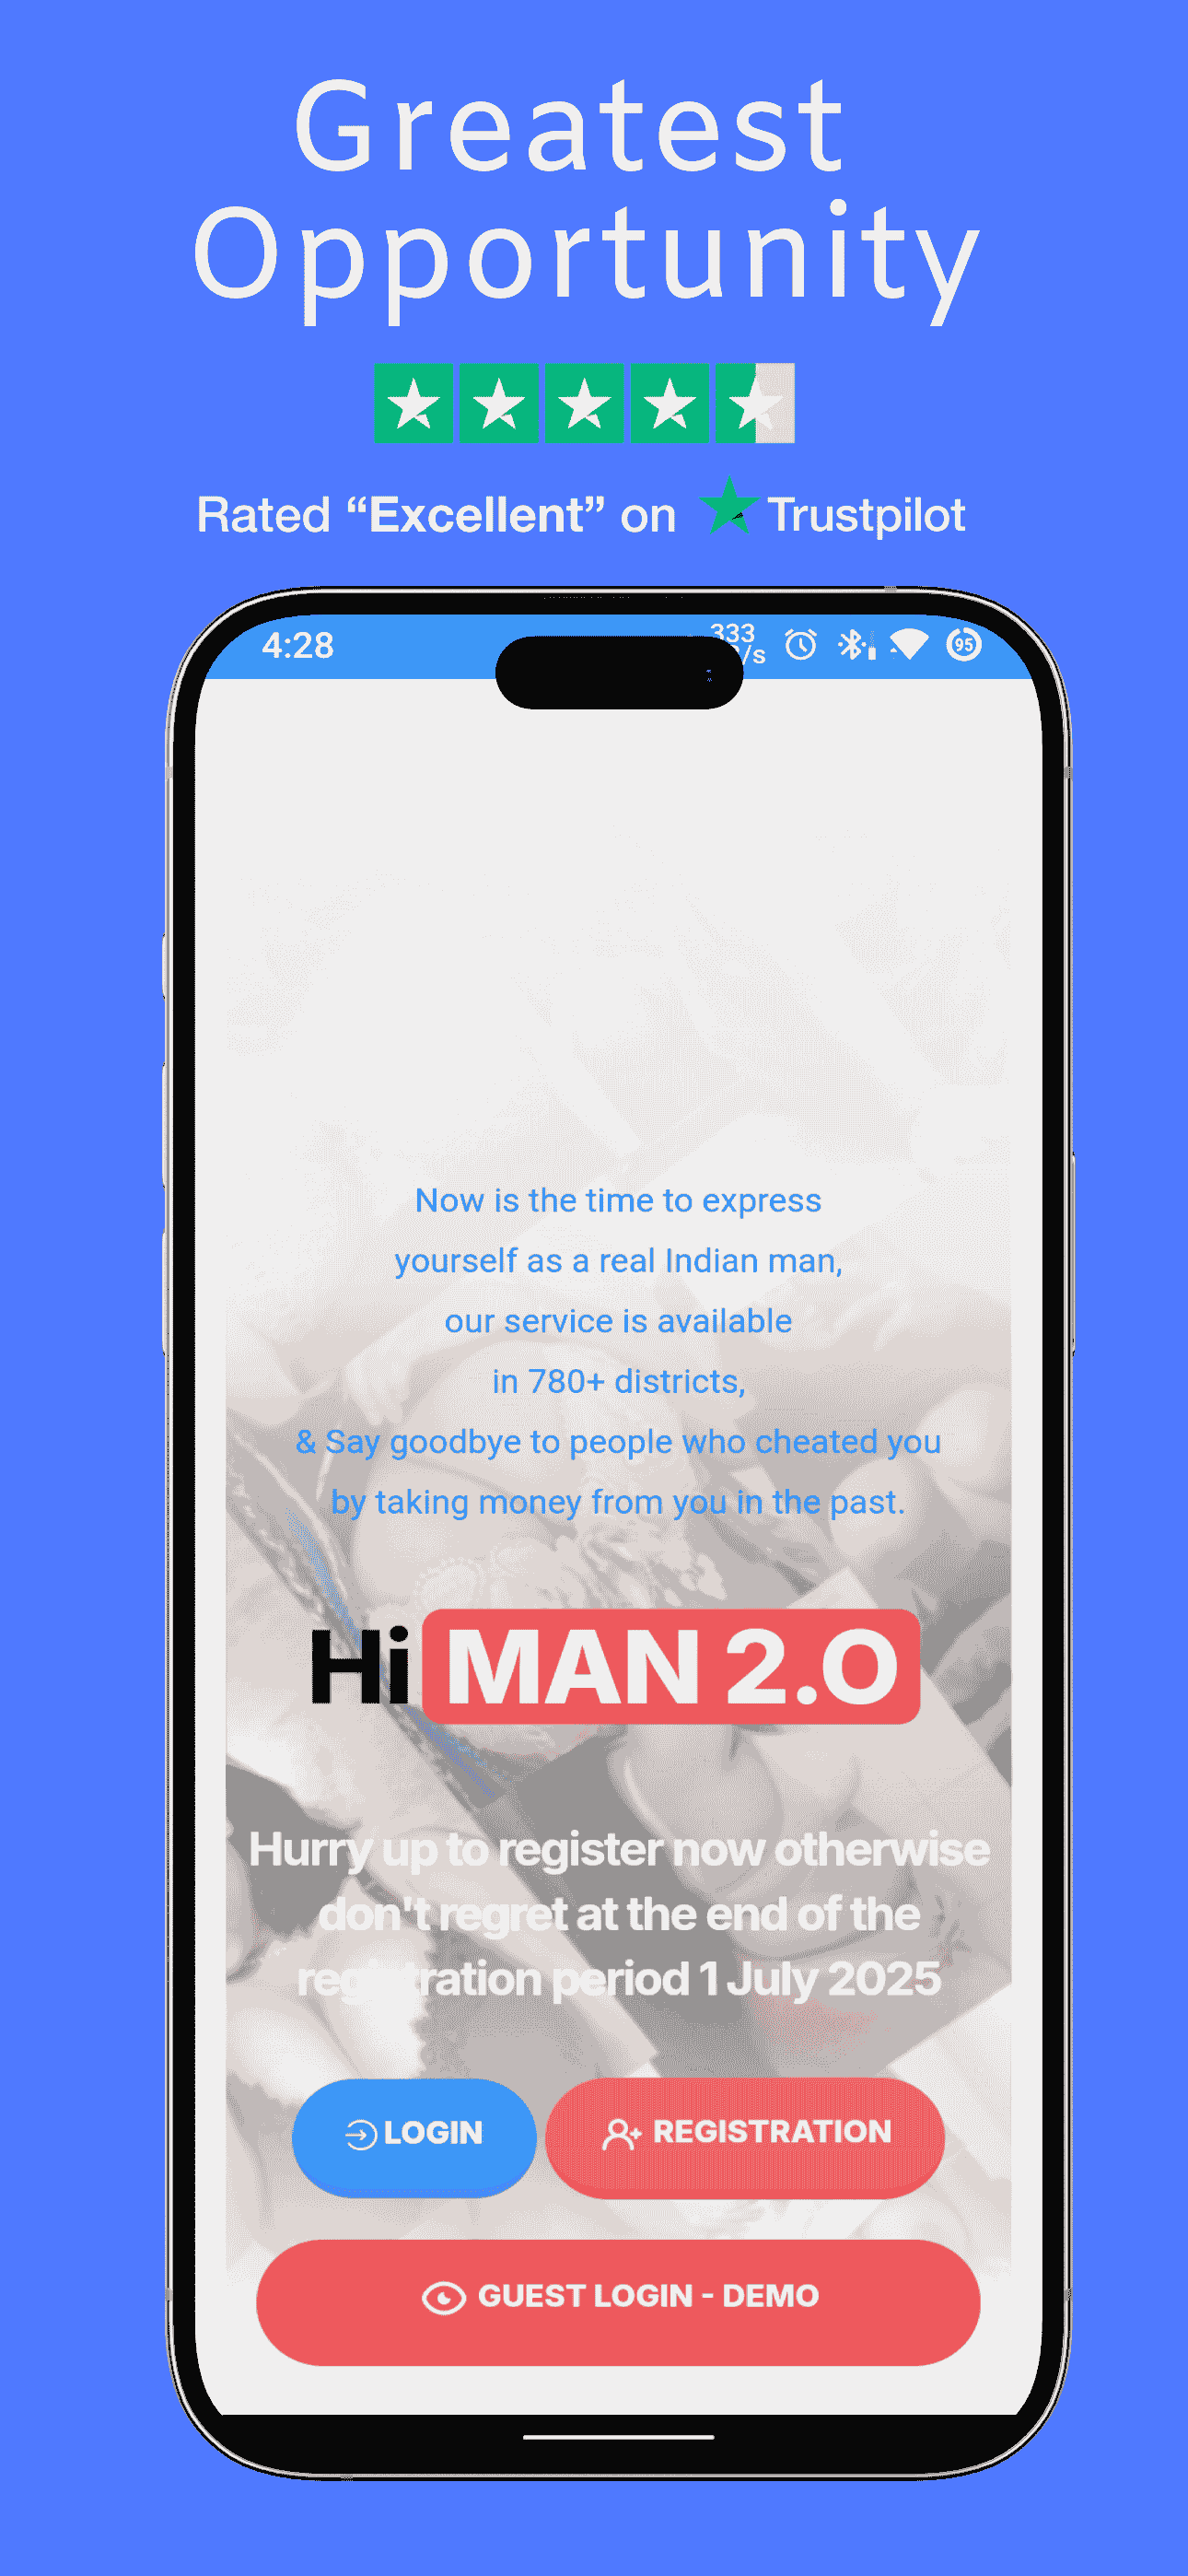 Greatest
Opportunity
Rated “Excellent” on Trustpilot
4:28
333
/s
95
Now is the time to express
yourself as a real Indian man,
our service is available
in 780+ districts,
& Say goodbye to people who cheated you
by taking money from you in the past.
Hi MAN 2.O
Hurry up to register now otherwise
don't regret at the end of the
registration period 1 July 2025
LOGIN
REGISTRATION
GUEST LOGIN - DEMO